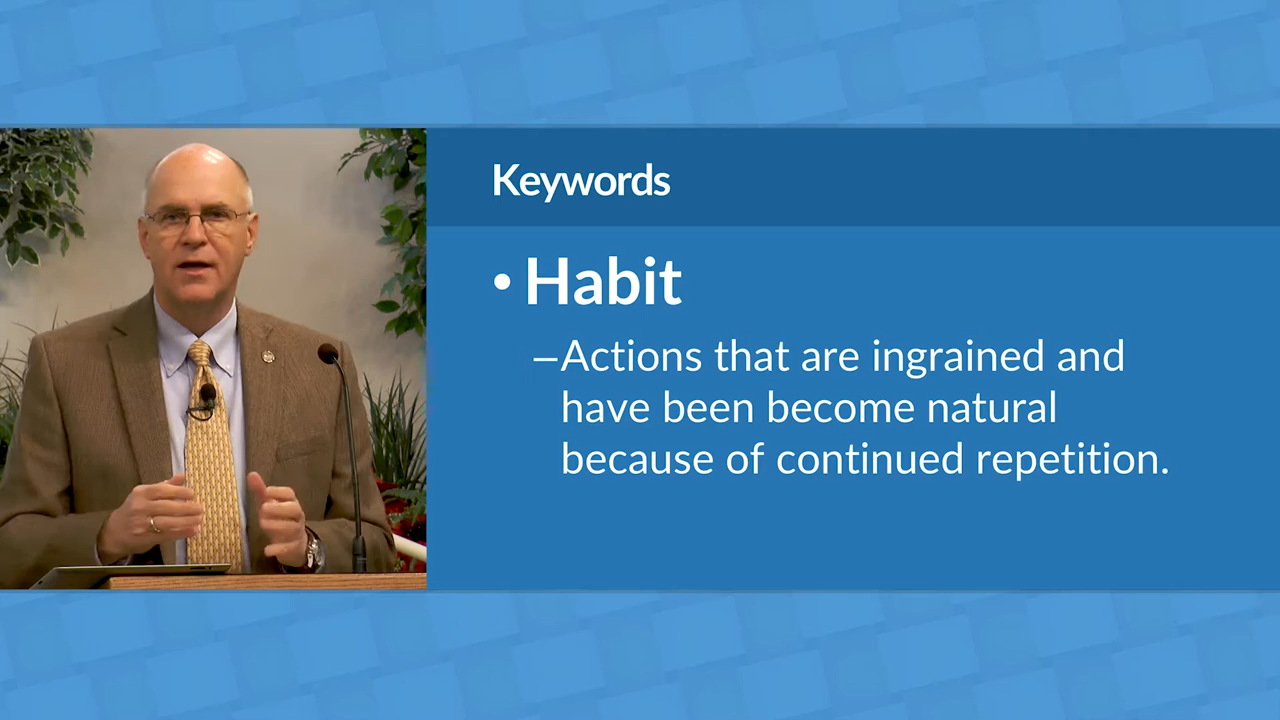 Keywords
• Habit
–Actions that are ingrained and
have been become natural
because of continued repetition.